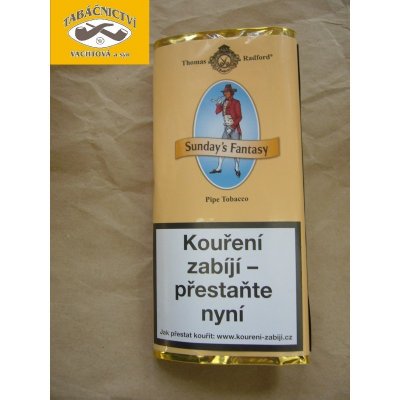 TABÁČNICTVÍ
VACHTOVÁ a syn
Thomas Radford®
Sunday's Fantasy
Pipe Tobacco
Kouření
zabíjí –
přestaňte
nyní
Jak přestat kouřit: www.koureni-zabiji.cz